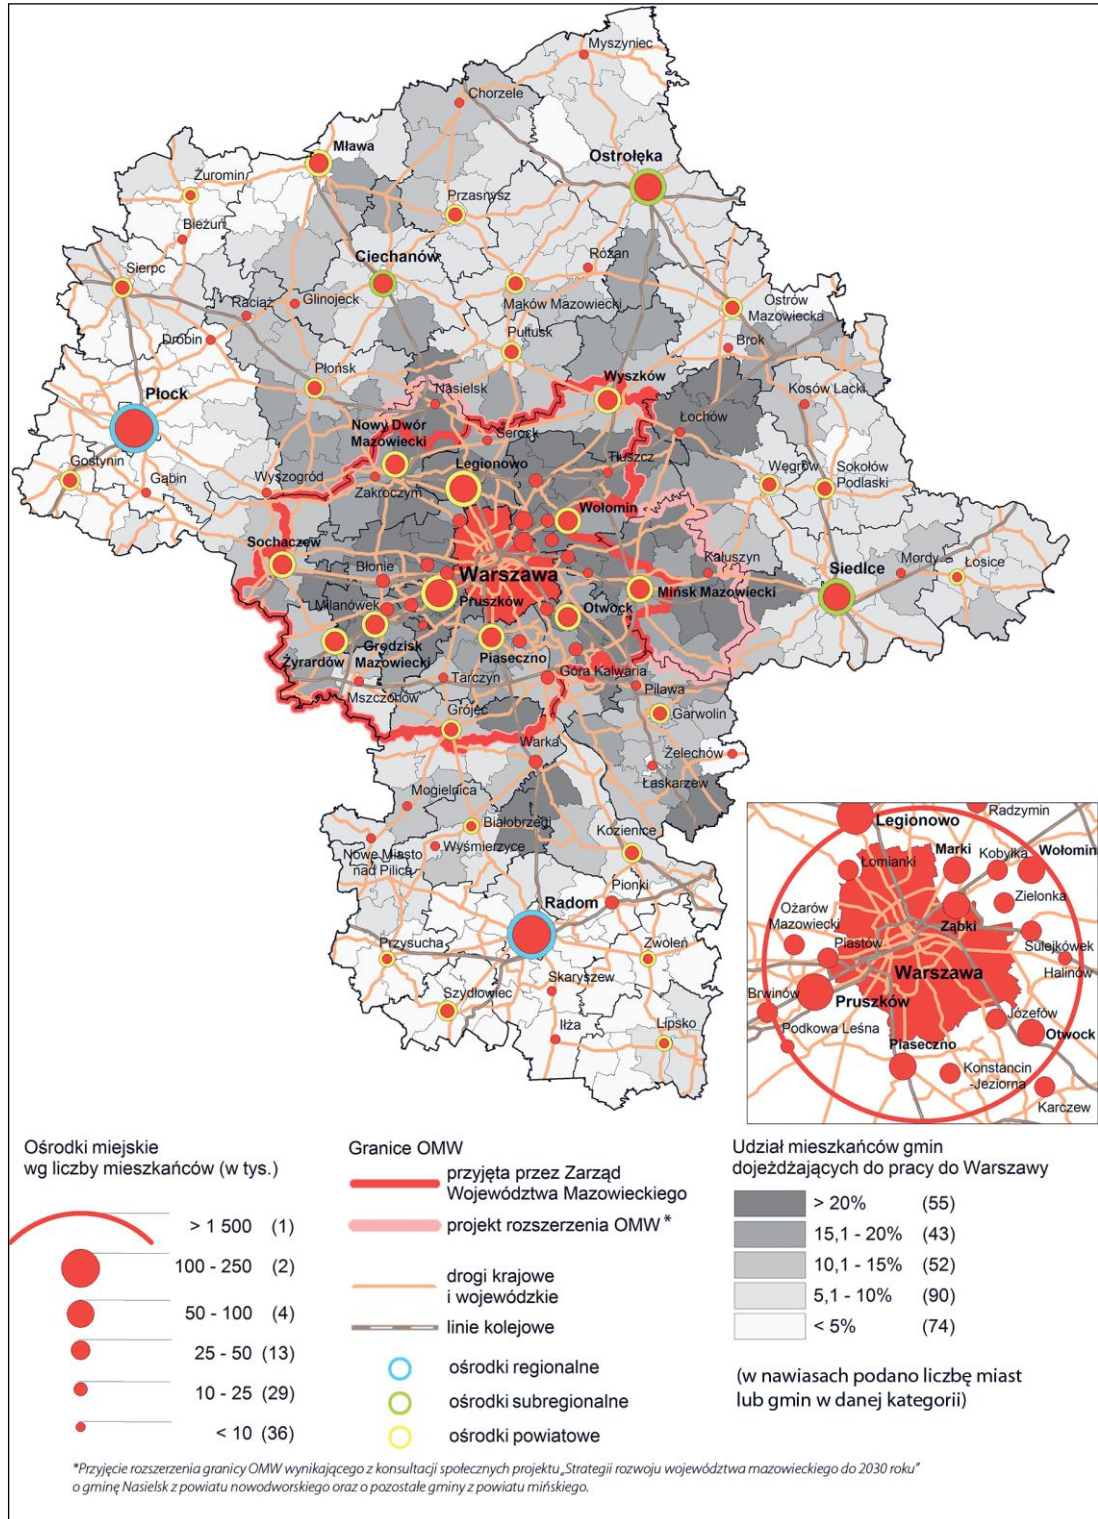 Myszyniec
Chorzele
Mława
Ostrołęka
Żuromin
Przasnysz
Bieżuń
Ciechanów
Różan
Sierpc
Raciąż
Glinojeck
Maków Mazowiecki
Ostrów
Mazowiecka
Drobin
Pułtusk
Brok
Płońsk
Wyszków
Płock
Nasielsk
Kosów Lacki
Łochów
Nowy Dwór
Mazowiecki
Serock
Gostynin
Legionowo
Tłuszcz
Węgrów
Sokołów
Podlaski
Gąbin
Wyszogród
Zakroczym
Wołomin
Sochaczew
Błonie
Warszawa
Kałuszyn
Siedlce
Mordy
Łosice
Milanówek
Pruszków
Otwock
Mińsk Mazowiecki
Żyrardów
Grodzisk
Mazowiecki
Piaseczno
Góra Kalwaria
Mszczonów
Tarczyn
Pilawa
Grójec
Garwolin
Warka
Żelechów
Łaskarzew
Mogielnica
Białobrzegi
Kozienice
Nowe Miasto
nad Pilicą
Wyśmierzyce
Pionki
Radom
Przysucha
Zwoleń
Skaryszew
Szydłowiec
Iłża
Lipsko
Radzymin
Legionowo
Marki
Kobyłka
Wołomin
Łomianki
Zielonka
Ożarów
Mazowiecki
Ząbki
Piastów
Sulejówek
Warszawa
Halinów
Brwinów
Pruszków
Józefów
Podkowa Leśna
Otwock
Piaseczno
Konstancin
-Jeziorna
Karczew
Ośrodki miejskie
wg liczby mieszkańców (w tys.)
> 1 500 (1)
100 - 250 (2)
50 - 100 (4)
25 - 50 (13)
10 - 25 (29)
< 10 (36)
Granice OMW
przyjęta przez Zarząd
Województwa Mazowieckiego
projekt rozszerzenia OMW *
drogi krajowe
i wojewódzkie
linie kolejowe
ośrodki regionalne
ośrodki subregionalne
ośrodki powiatowe
Udział mieszkańców gmin
dojeżdżających do pracy do Warszawy
> 20% (55)
15,1 - 20% (43)
10,1 - 15% (52)
5,1 - 10% (90)
< 5% (74)
(w nawiasach podano liczbę miast
lub gmin w danej kategorii)
*Przyjęcie rozszerzenia granicy OMW wynikającego z konsultacji społecznych projektu „Strategii rozwoju województwa mazowieckiego do 2030 roku”
o gminę Nasielsk z powiatu nowodworskiego oraz o pozostałe gminy z powiatu mińskiego.